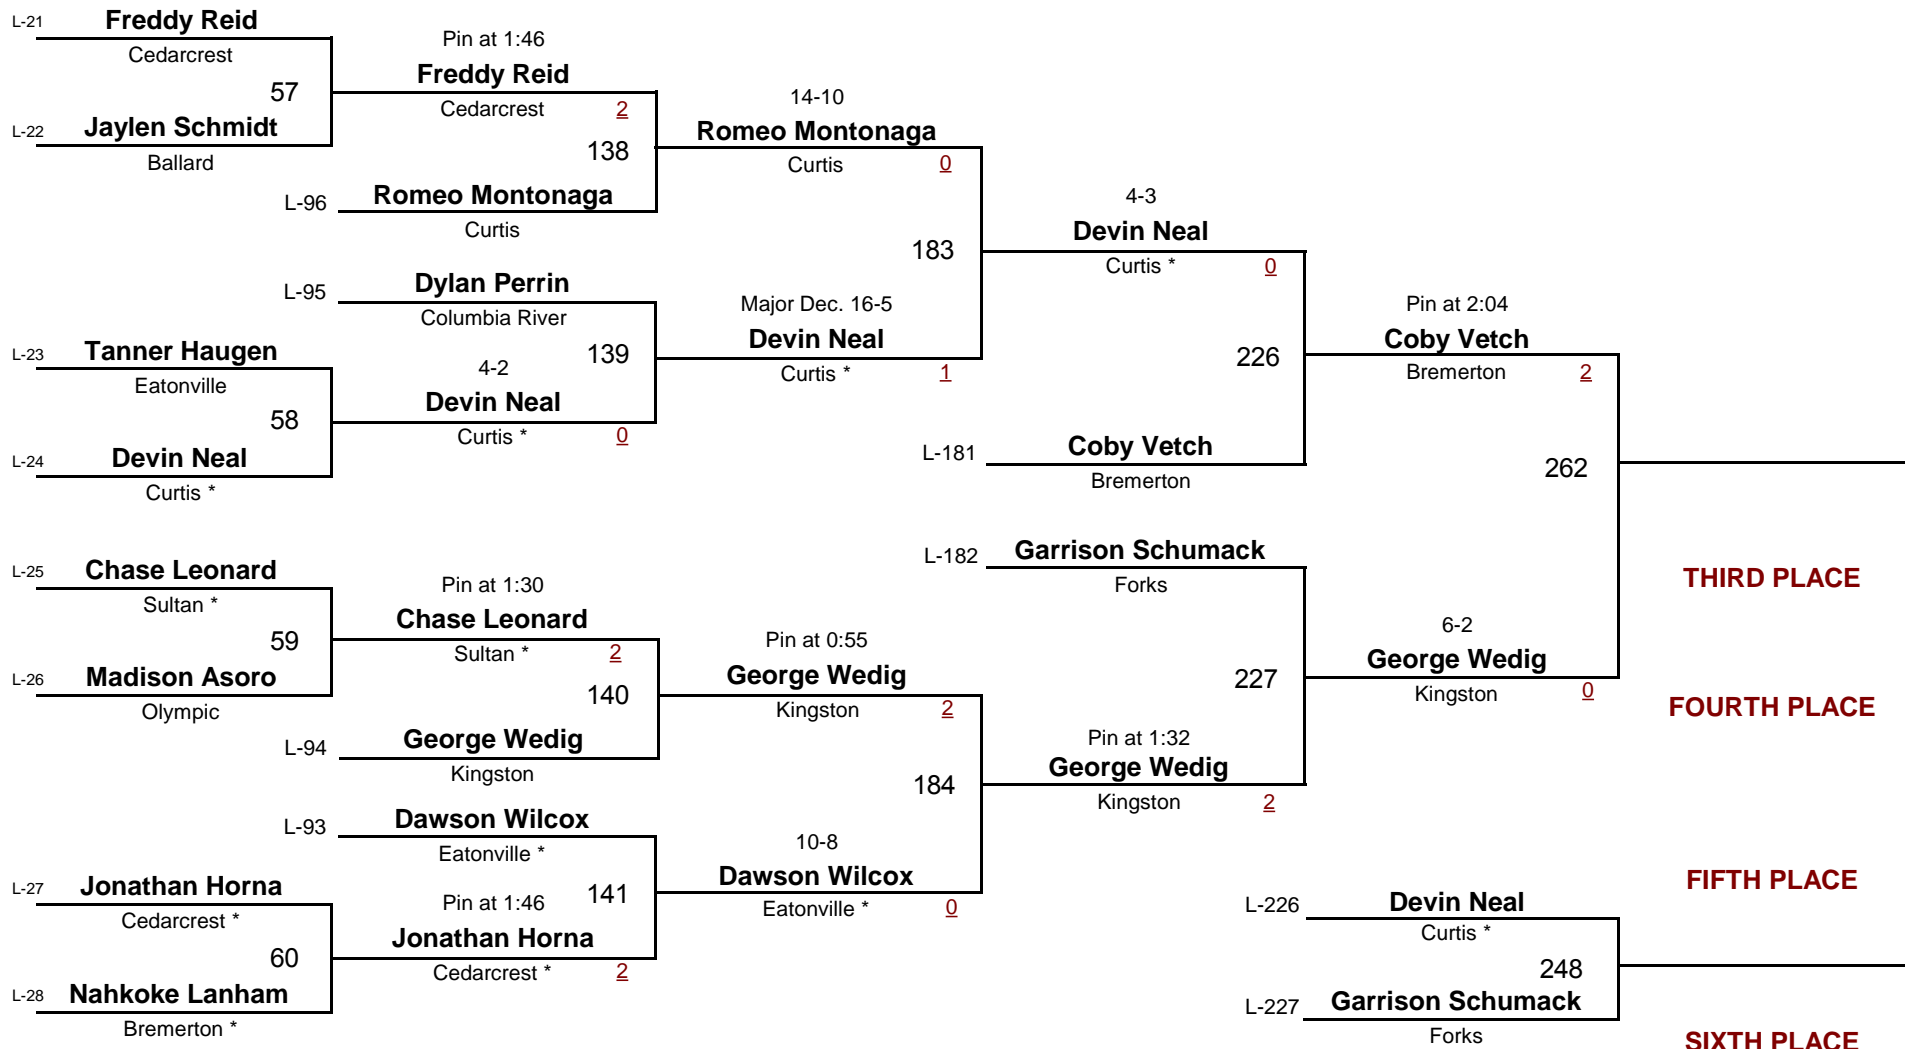 L-21 Freddy Reid
Cedarcrest
57
L-22 Jaylen Schmidt
Ballard
Pin at 1:46
Freddy Reid
Cedarcrest 2
138
L-96 Romeo Montonaga
Curtis
14-10
Romeo Montonaga
Curtis 0
183
L-95 Dylan Perrin
Columbia River
139
L-23 Tanner Haugen
Eatonville
58
L-24 Devin Neal
Curtis *
4-2
Devin Neal
Curtis * 0
Major Dec. 16-5
Devin Neal
Curtis * 1
4-3
Devin Neal
Curtis * 0
226
L-181 Coby Vetch
Bremerton
Pin at 2:04
Coby Vetch
Bremerton 2
262
L-25 Chase Leonard
Sultan *
59
L-26 Madison Asoro
Olympic
Pin at 1:30
Chase Leonard
Sultan * 2
140
L-94 George Wedig
Kingston
Pin at 0:55
George Wedig
Kingston 2
184
L-93 Dawson Wilcox
Eatonville *
141
L-27 Jonathan Horna
Cedarcrest *
60
L-28 Nahkoke Lanham
Bremerton *
Pin at 1:46
Jonathan Horna
Cedarcrest * 2
10-8
Dawson Wilcox
Eatonville * 0
L-182 Garrison Schumack
Forks
227
Pin at 1:32
George Wedig
Kingston 2
6-2
George Wedig
Kingston 0
THIRD PLACE
FOURTH PLACE
FIFTH PLACE
L-226 Devin Neal
Curtis *
248
L-227 Garrison Schumack
Forks
SIXTH PLACE